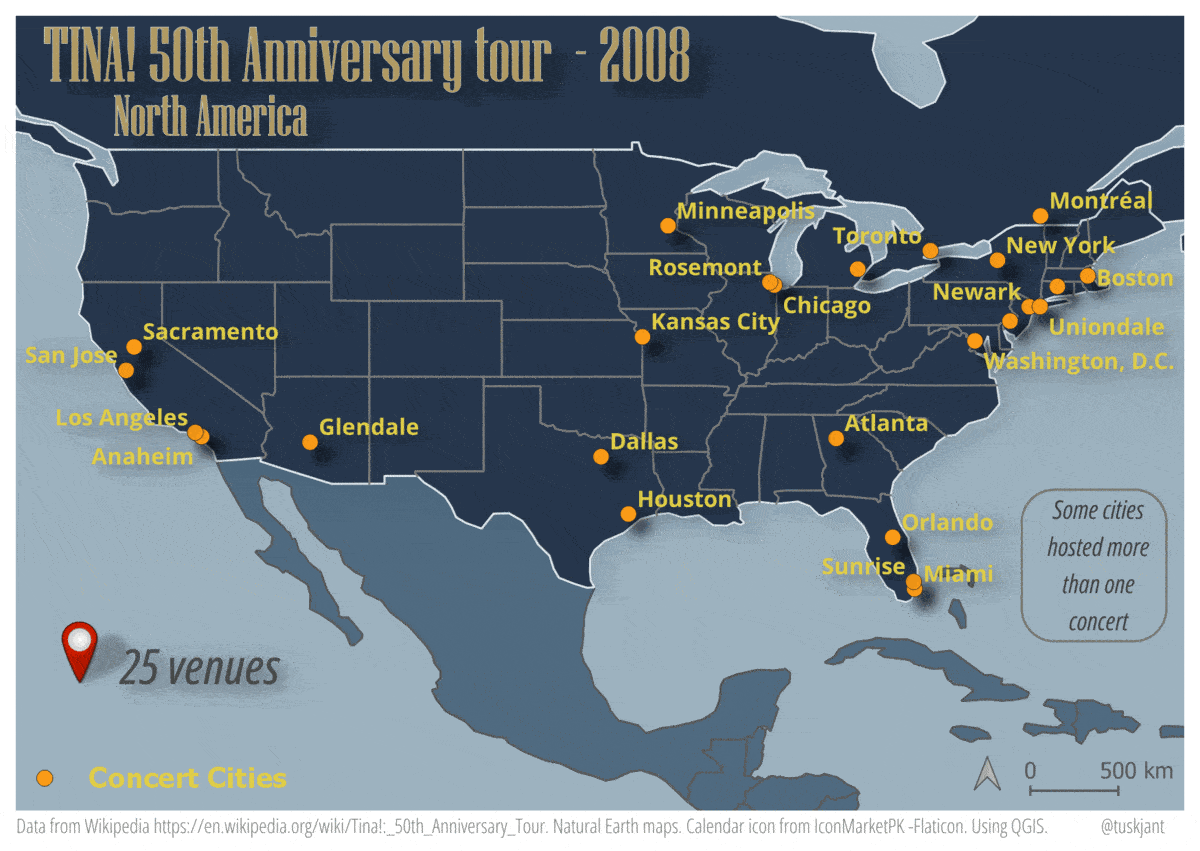 TINA! 50th Anniversary tour - 2008
North America
Montréal
Minneapolis
Toronto
New York
Rosemont
Boston
Newark
Chicago
Kansas City
Uniondale
Sacramento
San Jose
Washington, D.C.
Los Angeles
Glendale
Atlanta
Dallas
Anaheim
Houston
Orlando
Sunrise
Miami
Some cities
hosted more
than one
concert
25 venues
Concert Cities
0 500 km
Data from Wikipedia https://en.wikipedia.org/wiki/Tina!:_50th_Anniversary_Tour. Natural Earth maps. Calendar icon from IconMarketPK -Flaticon. Using QGIS. @tuskjant